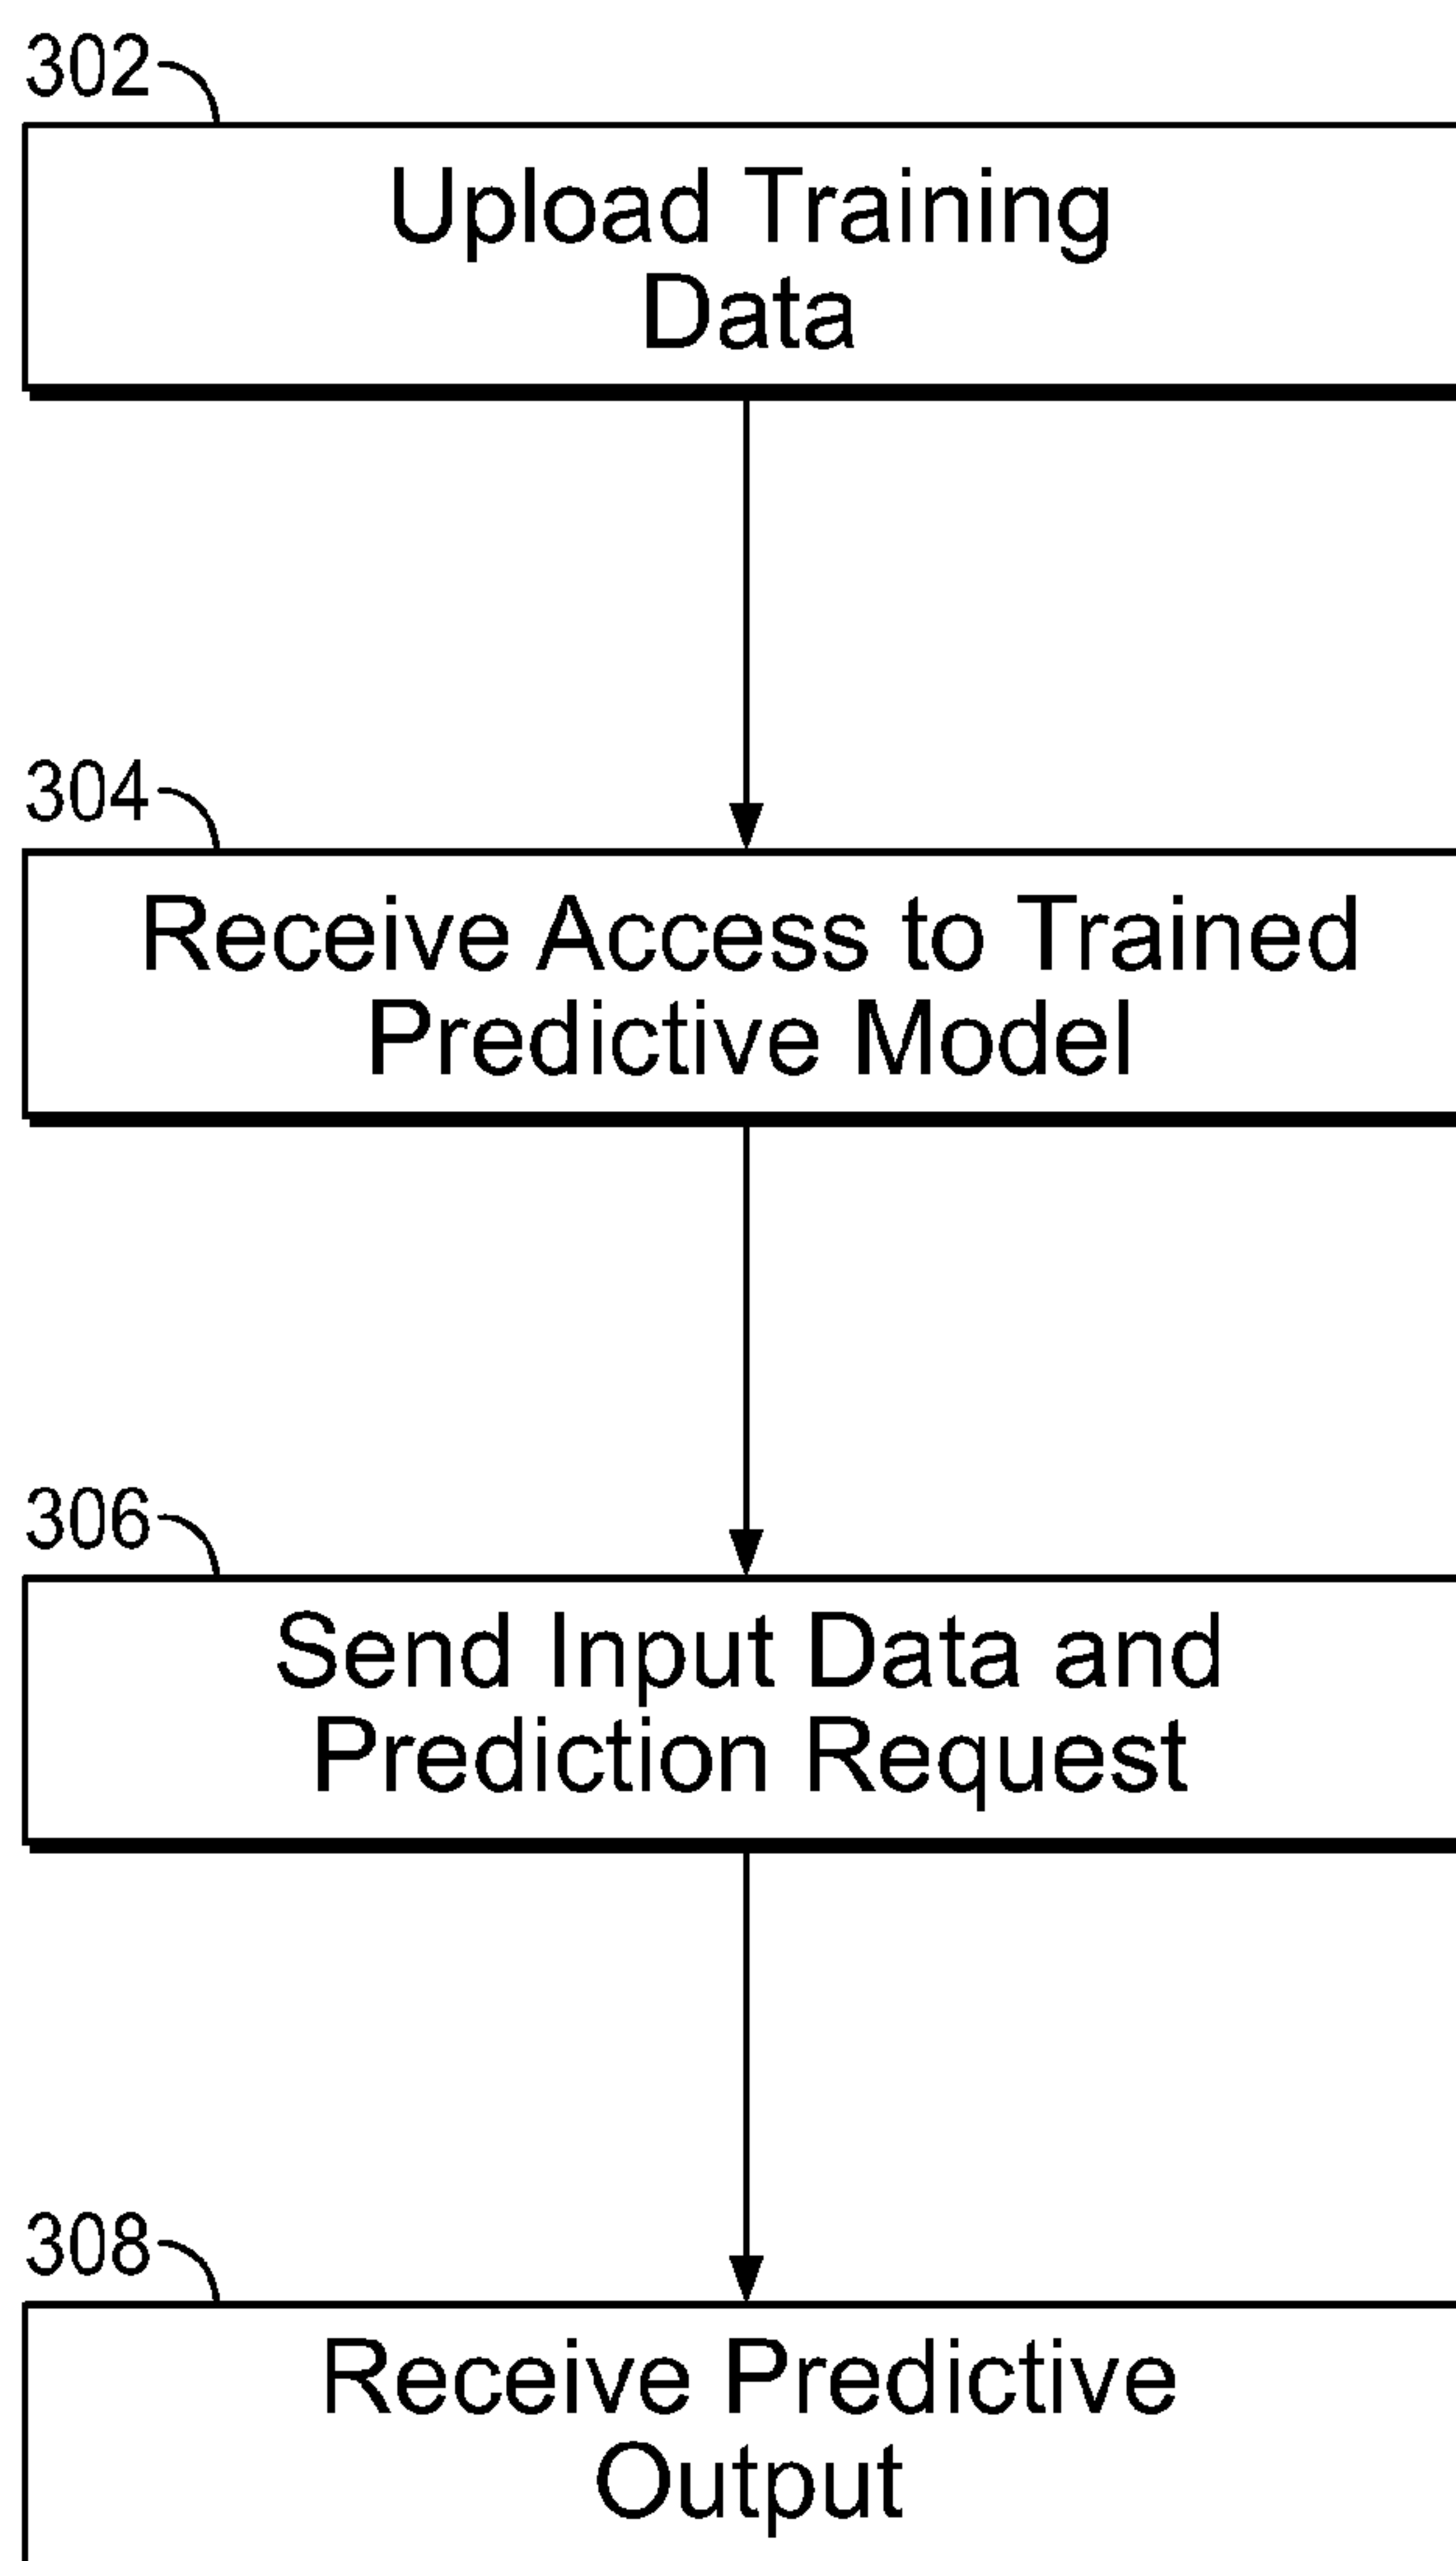 302
Upload Training
Data
304
Receive Access to Trained
Predictive Model
306
Send Input Data and
Prediction Request
308
Receive Predictive
Output